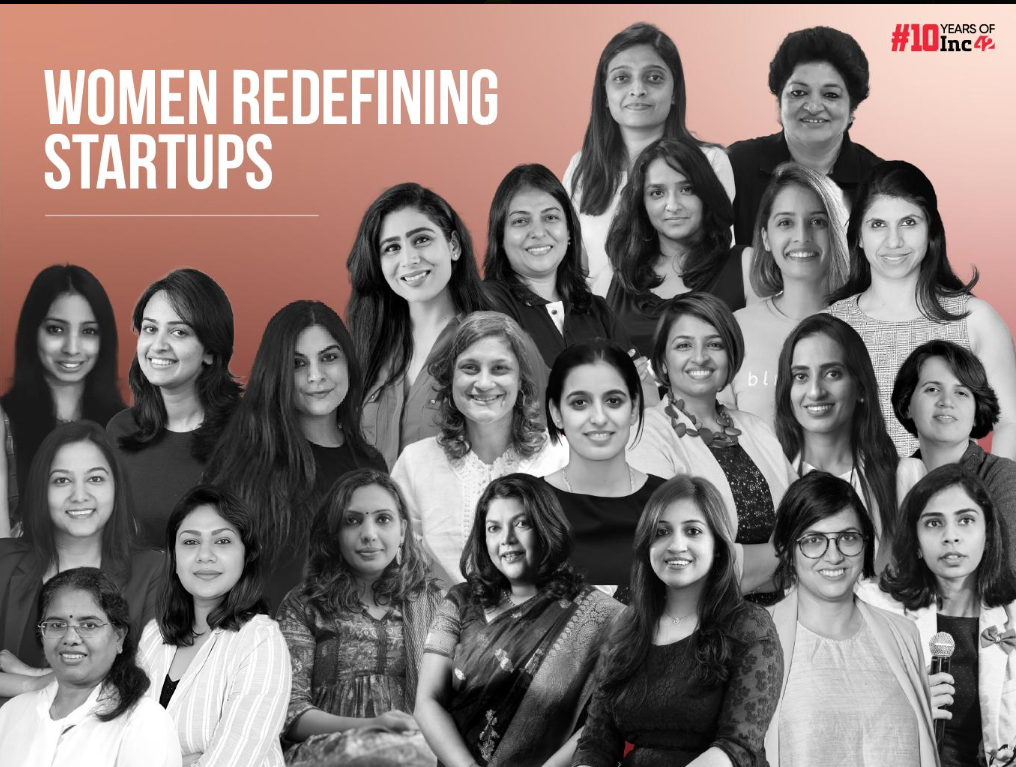 WOMEN REDEFINING
STARTUPS
#10 YEARS OF
Inc42